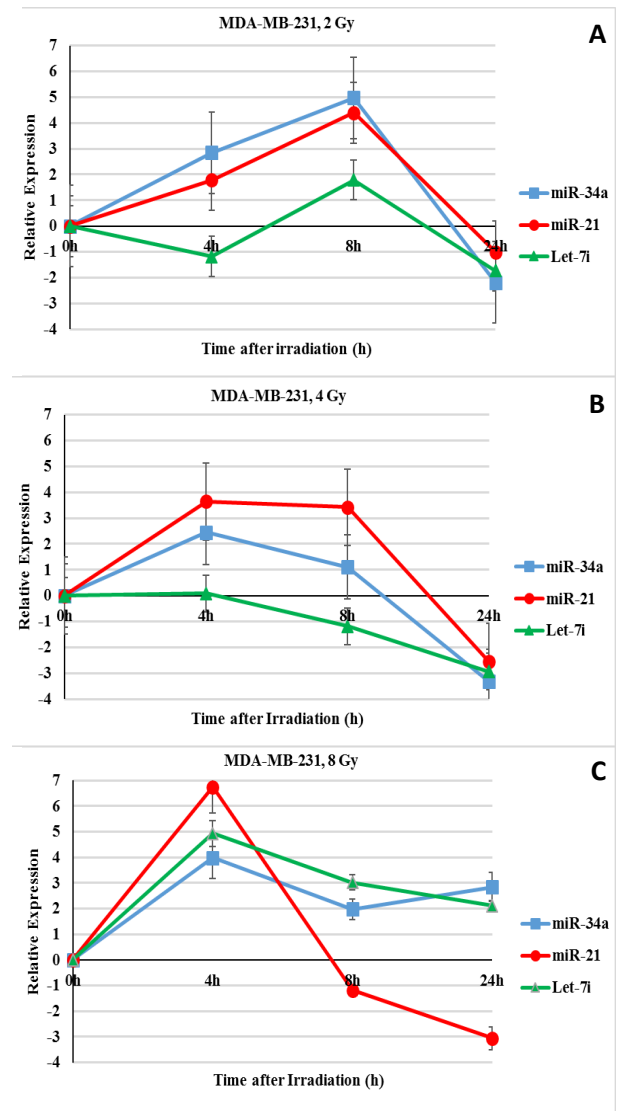 MDA-MB-231, 2 Gy
A
7
6
5
4
3
2
1
0
-1
-2
-3
-4
Relative Expression
0h
4h
8h
24h
Time after irradiation (h)
miR-34a
miR-21
Let-7i
MDA-MB-231, 4 Gy
B
7
6
5
4
3
2
1
0
-1
-2
-3
-4
Relative Expression
0h
4h
8h
24h
Time after Irradiation (h)
miR-34a
miR-21
Let-7i
MDA-MB-231, 8 Gy
C
7
6
5
4
3
2
1
0
-1
-2
-3
-4
Relative Expression
0h
4h
8h
24h
Time after Irradiation (h)
miR-34a
miR-21
Let-7i